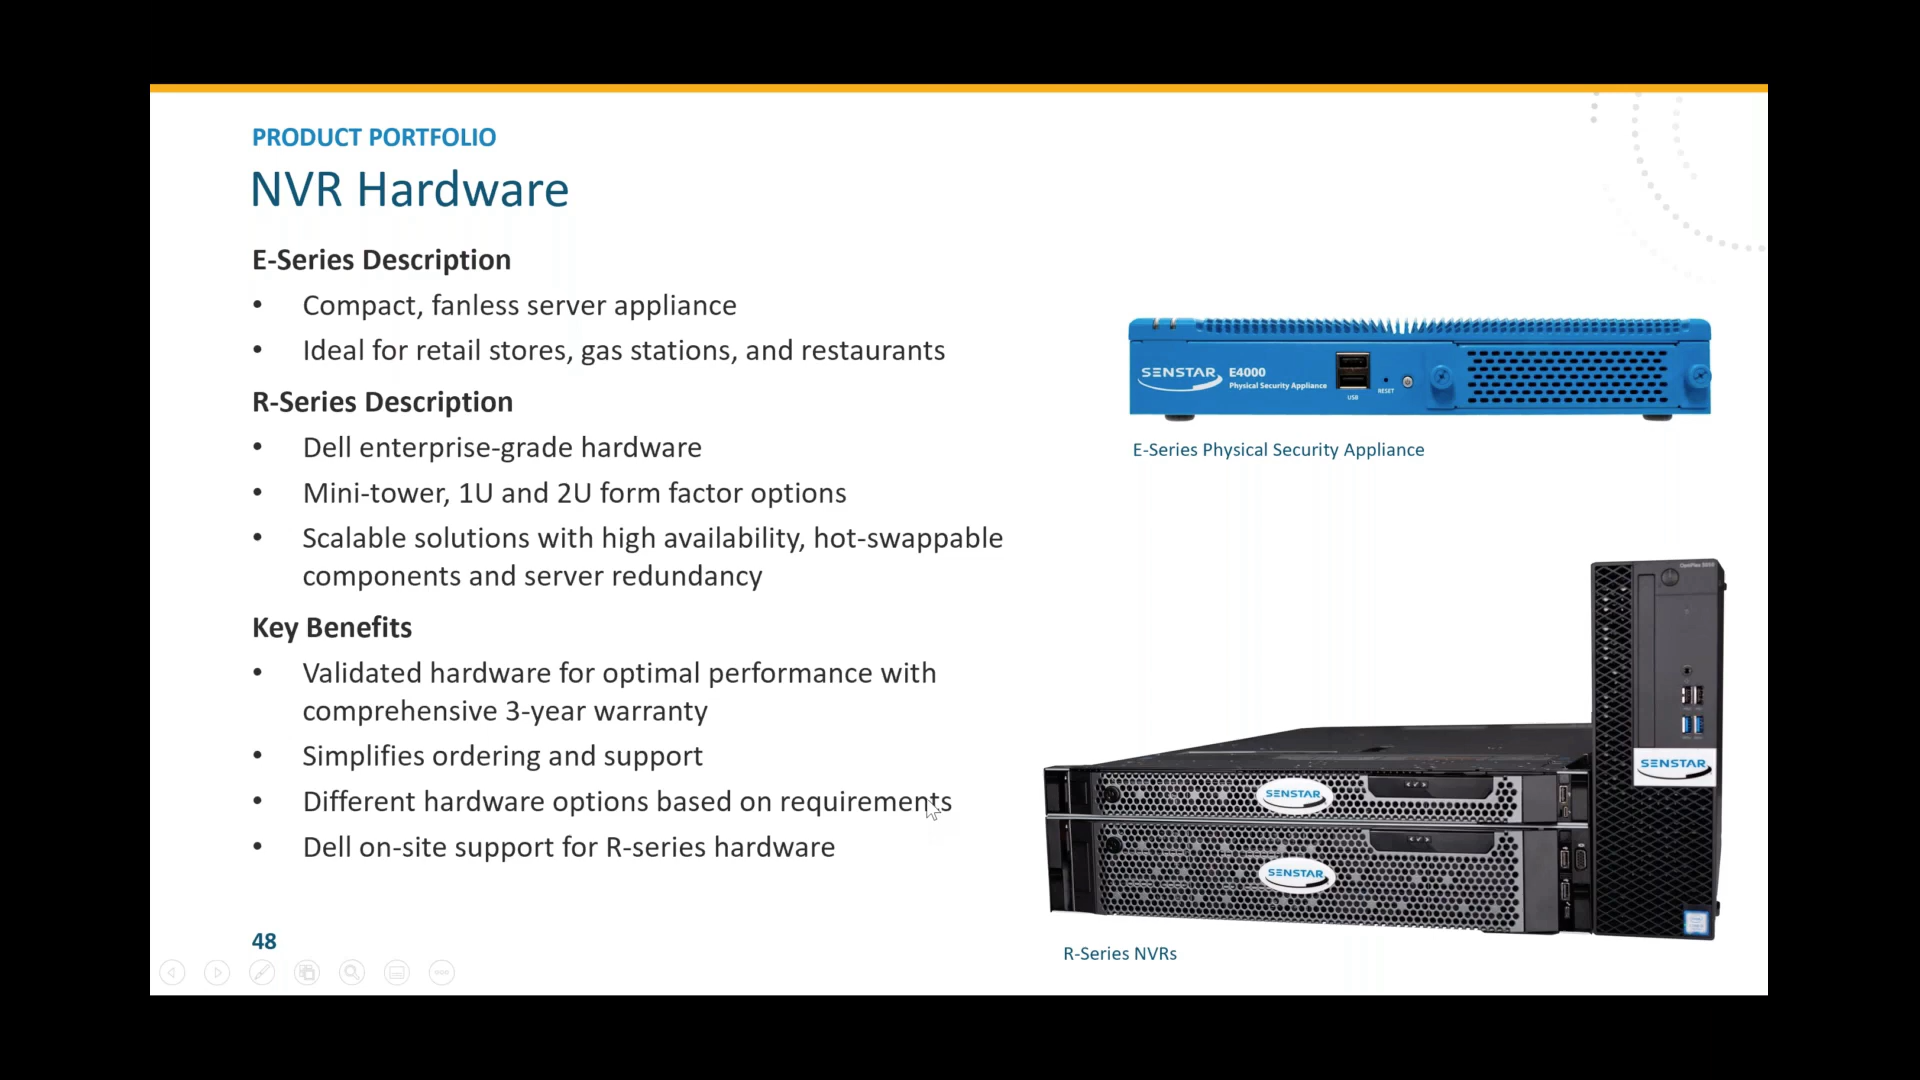 PRODUCT PORTFOLIO
NVR Hardware
E-Series Description
• Compact, fanless server appliance
• Ideal for retail stores, gas stations, and restaurants
R-Series Description
• Dell enterprise-grade hardware
• Mini-tower, 1U and 2U form factor options
• Scalable solutions with high availability, hot-swappable
components and server redundancy
Key Benefits
• Validated hardware for optimal performance with
comprehensive 3-year warranty
• Simplifies ordering and support
• Different hardware options based on requirements
• Dell on-site support for R-series hardware
48
SENSTAR
E4000
Physical Security Appliance
USB
RESET
E-Series Physical Security Appliance
SENSTAR
SENSTAR
SENSTAR
R-Series NVRs